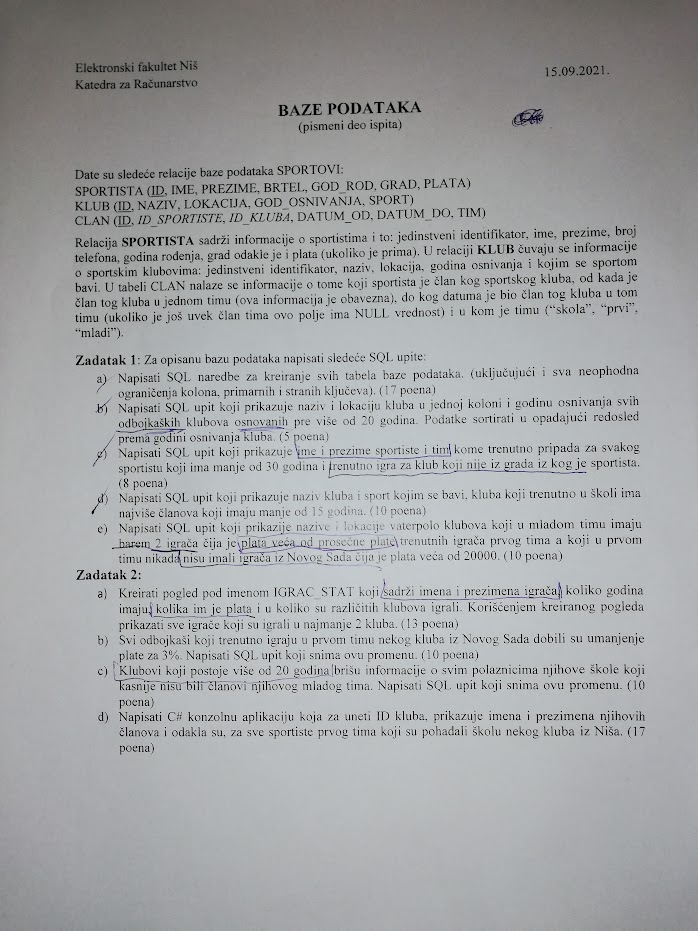 Elektronski fakultet Niš
Katedra za Računarstvo
15.09.2021.
BAZE PODATAKA
(pismeni deo ispita)
Date su sledeće relacije baze podataka SPORTOVI:
SPORTISTA (ID, IME, PREZIME, BRTEL, GOD_ROD, GRAD, PLATA)
KLUB (ID, NAZIV, LOKACIJA, GOD_OSNIVANJA, SPORT)
CLAN (ID, ID_SPORTISTE, ID_KLUBA, DATUM_OD, DATUM_DO, TIM)
Relacija SPORTISTA sadrži informacije o sportistima i to: jedinstveni identifikator, ime, prezime, broj
telefona, godina rođenja, grad odakle je i plata (ukoliko je prima). U relaciji KLUB čuvaju se informacije
o sportskim klubovima: jedinstveni identifikator, naziv, lokacija, godina osnivanja i kojim se sportom
bavi. U tabeli CLAN nalaze se informacije o tome koji sportista je član kog sportskog kluba, od kada je
član tog kluba u jednom timu (ova informacija je obavezna), do kog datuma je bio član tog kluba u tom
timu (ukoliko je još uvek član tima ovo polje ima NULL vrednost) i u kom je timu ("skola", "prvi",
"mladi").
Zadatak 1: Za opisanu bazu podataka napisati sledeće SQL upite:
a) Napisati SQL naredbe za kreiranje svih tabela baze podataka. (uključujući i sva neophodna
ograničenja kolona, primarnih i stranih ključeva). (17 poena)
b) Napisati SQL upit koji prikazuje naziv i lokaciju kluba u jednoj koloni i godinu osnivanja svih
odbojkaških klubova osnovanih pre više od 20 godina. Podatke sortirati u opadajući redosled
prema godini osnivanja kluba. (5 poena)
c) Napisati SQL upit koji prikazuje ime i prezime sportiste i tim kome trenutno pripada za svakog
sportistu koji ima manje od 30 godina i trenutno igra za klub koji nije iz grada iz kog je sportista.
(8 poena)
d) Napisati SQL upit koji prikazuje naziv kluba i sport kojim se bavi, kluba koji trenutno u školi ima
najviše članova koji imaju manje od 15 godina. (10 poena)
e) Napisati SQL upit koji prikazije nazive i lokacije vaterpolo klubova koji u mladom timu imaju
barem 2 igrača čija je plata veća od prosečne plate trenutnih igrača prvog tima a koji u prvom
timu nikada nisu imali igrača iz Novog Sada čija je plata veća od 20000. (10 poena)
Zadatak 2:
a) Kreirati pogled pod imenom IGRAC_STAT koji sadrži imena i prezimena igrača, koliko godina
imaju, kolika im je plata i u koliko su različitih klubova igrali. Korišćenjem kreiranog pogleda
prikazati sve igrače koji su igrali u najmanje 2 kluba. (13 poena)
b) Svi odbojkaši koji trenutno igraju u prvom timu nekog kluba iz Novog Sada dobili su umanjenje
plate za 3%. Napisati SQL upit koji snima ovu promenu. (10 poena)
c) Klubovi koji postoje više od 20 godina brišu informacije o svim polaznicima njihove škole koji
kasnije nisu bili članovi njihovog mladog tima. Napisati SQL upit koji snima ovu promenu. (10
poena)
d) Napisati C# konzolnu aplikaciju koja za uneti ID kluba, prikazuje imena i prezimena njihovih
članova i odakla su, za sve sportiste prvog tima koji su pohađali školu nekog kluba iz Niša. (17
poena)